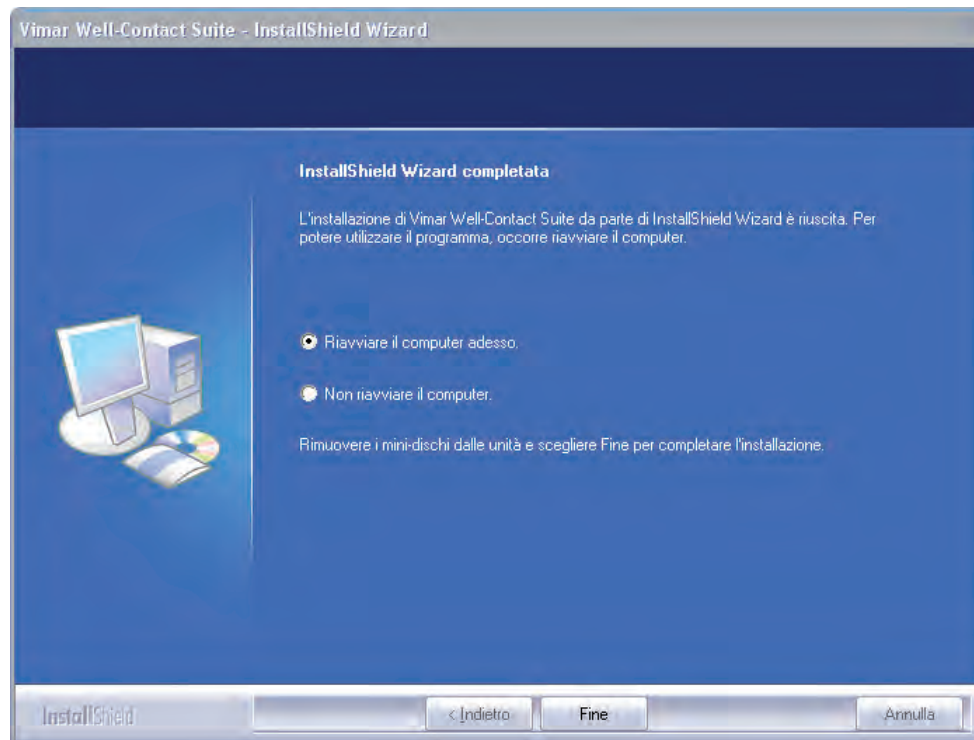 Vimar Well-Contact Suite - InstallShield Wizard
InstallShield Wizard completata
L'installazione di Vimar Well-Contact Suite da parte di InstallShield Wizard è riuscita. Per
potere utilizzare il programma, occorre riavviare il computer.
Riavviare il computer adesso.
Non riavviare il computer.
Rimuovere i mini-dischi dalle unità e scegliere Fine per completare l'installazione.
InstallShield
< Indietro
Fine
Annulla